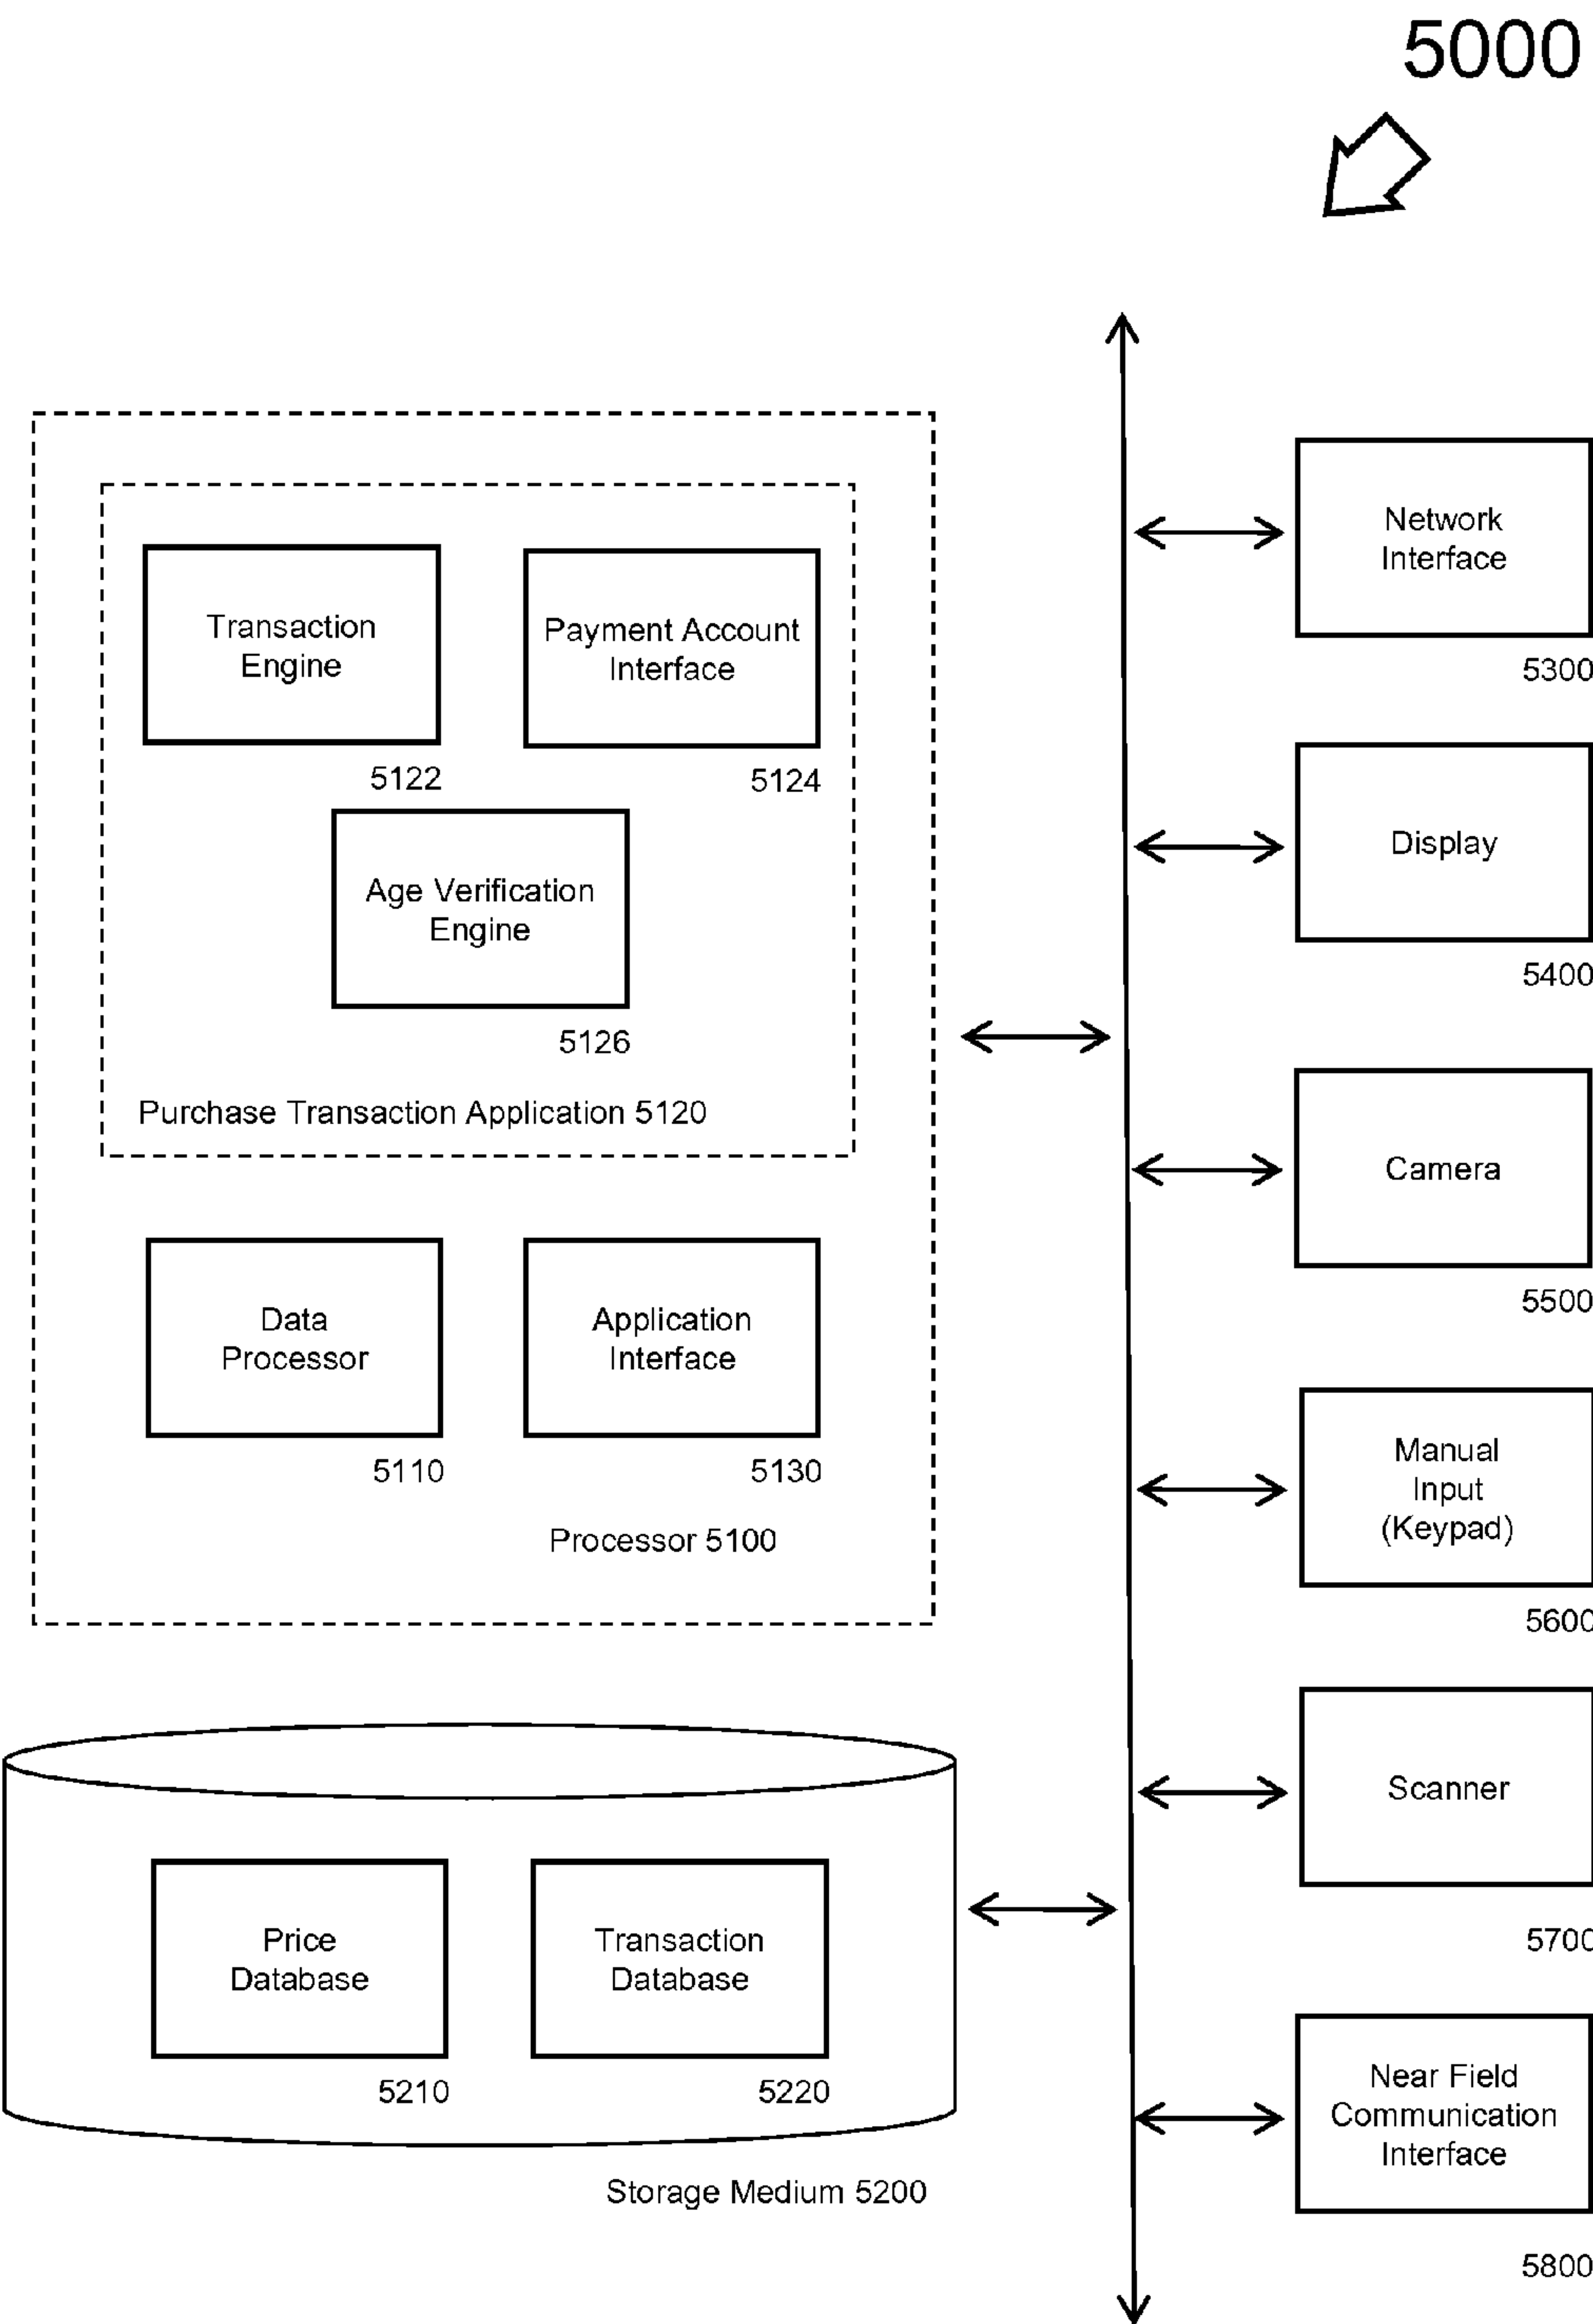 5000
Transaction
Engine
5122
Payment Account
Interface
5124
Age Verification
Engine
5126
Purchase Transaction Application 5120
Data
Processor
5110
Application
Interface
5130
Processor 5100
Price
Database
5210
Transaction
Database
5220
Storage Medium 5200
Network
Interface
5300
Display
5400
Camera
5500
Manual
Input
(Keypad)
5600
Scanner
5700
Near Field
Communication
Interface
5800